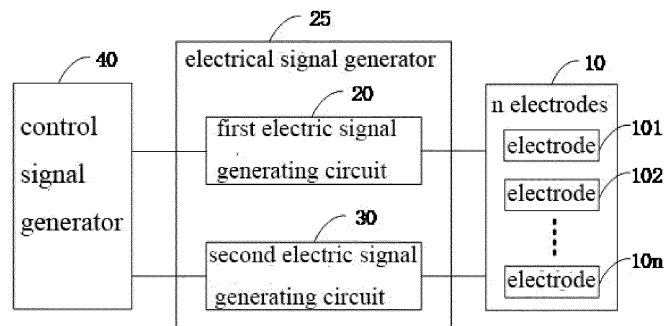 25
40
electrical signal generator
10
20
n electrodes
control
signal
generator
first electric signal
generating circuit
101
electrode
102
electrode
30
second electric signal
generating circuit
10n
electrode